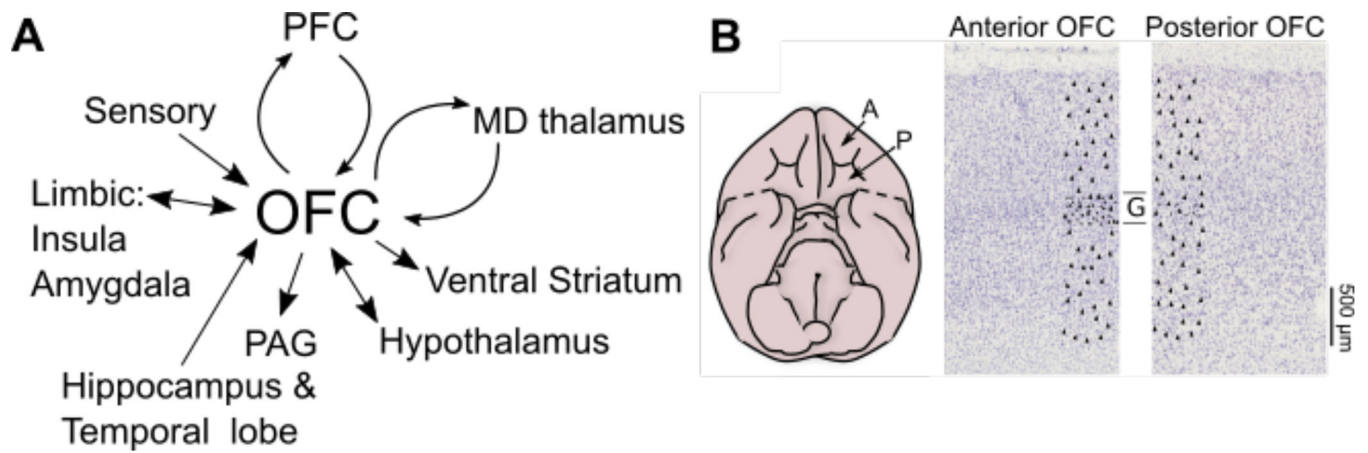 A
PFC
Sensory
MD thalamus
Limbic:
Insula
Amygdala
OFC
Ventral Striatum
PAG
Hypothalamus
Hippocampus &
Temporal lobe
B
Anterior OFC
Posterior OFC
A
P
G
500 µm